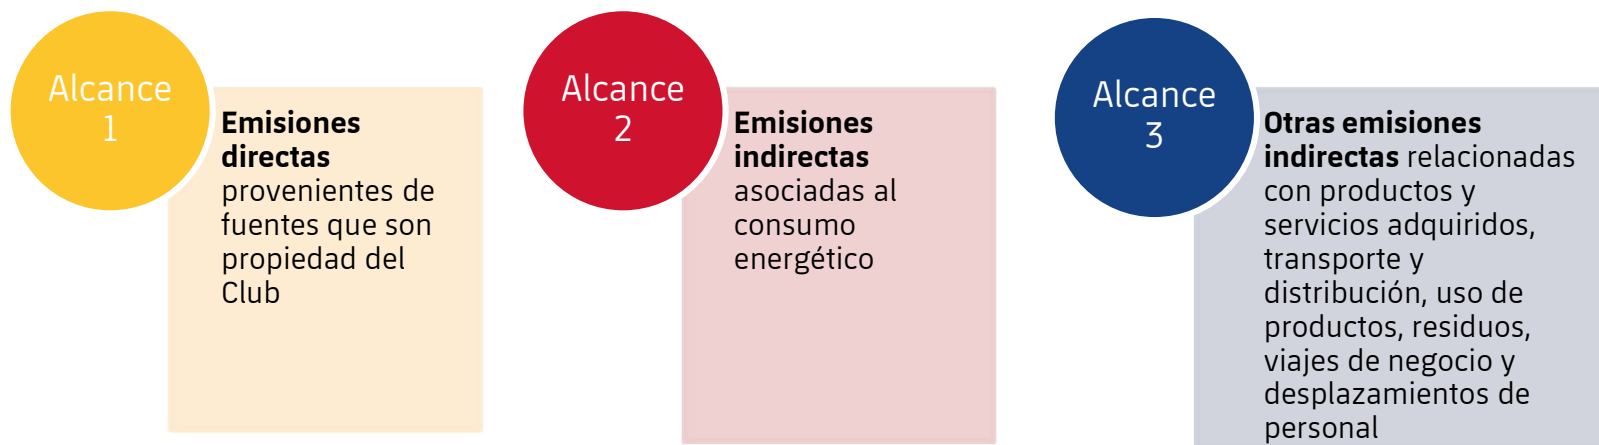 Alcance
1
Emisiones
directas
provenientes de
fuentes que son
propiedad del
Club
Alcance
2
Emisiones
indirectas
asociadas al
consumo
energético
Alcance
3
Otras emisiones
indirectas relacionadas
con productos y
servicios adquiridos,
transporte y
distribución, uso de
productos, residuos,
viajes de negocio y
desplazamientos de
personal